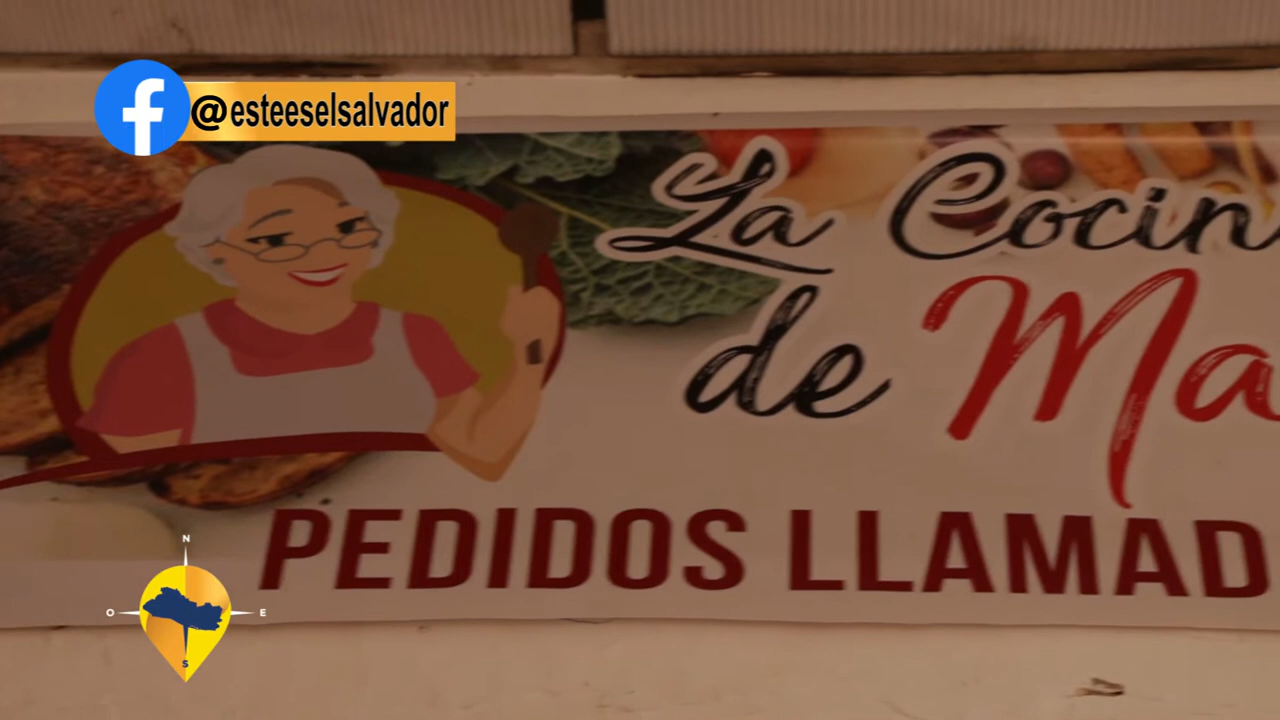 @esteeselsalvador
La Cocin
de Ma
PEDIDOS LLAMAD
N
O E
S